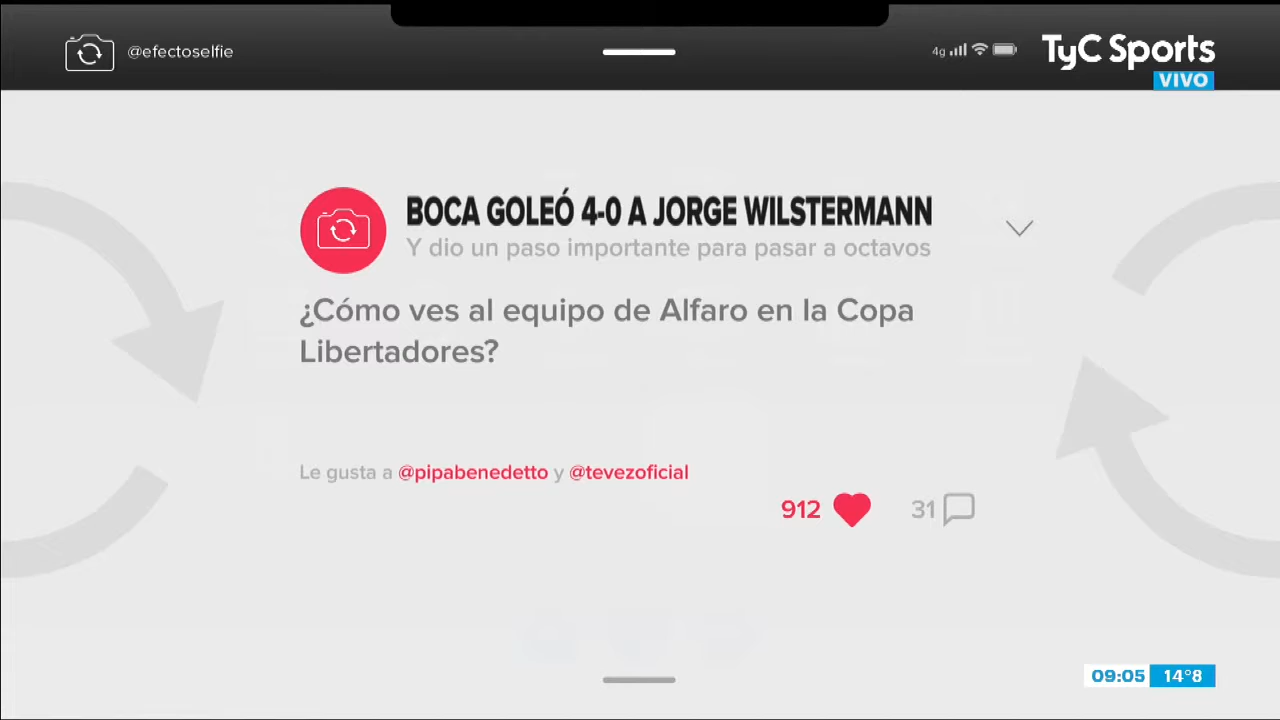 @efectoselfie
4g
TyC Sports
VIVO
BOCA GOLEÓ 4-0 A JORGE WILSTERMANN
Y dio un paso importante para pasar a octavos
¿Cómo ves al equipo de Alfaro en la Copa
Libertadores?
Le gusta a @pipabenedetto y @tevezoficial
912
31
09:05 14°8